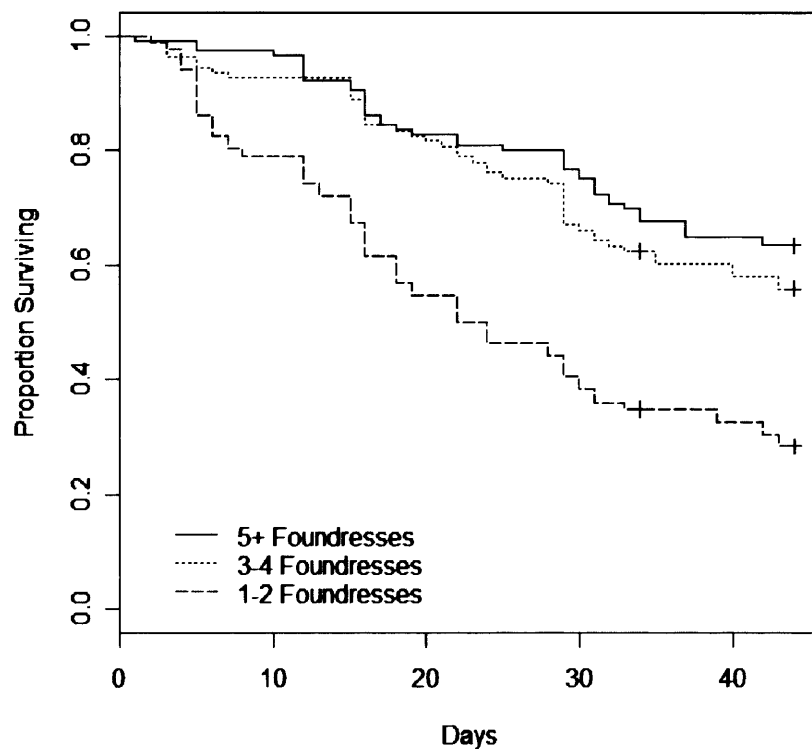 1.0
0.8
0.6
0.4
0.2
0.0
Proportion Surviving
5+ Foundresses
3-4 Foundresses
1-2 Foundresses
0 10 20 30 40
Days